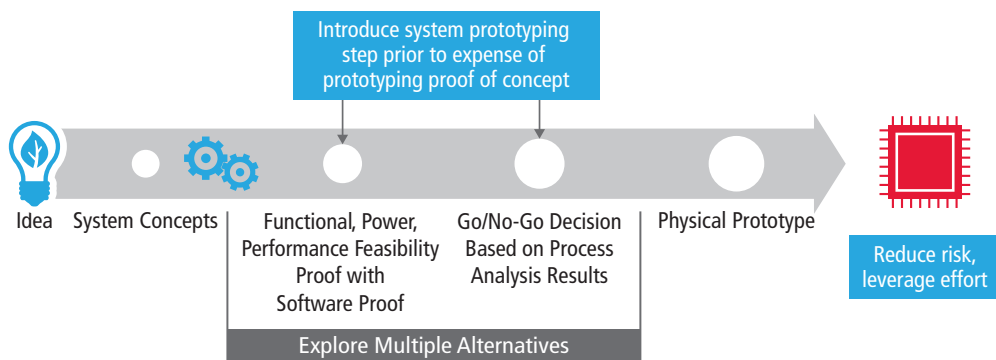 Introduce system prototyping
step prior to expense of
prototyping proof of concept
Idea
System Concepts
Functional, Power,
Performance Feasibility
Proof with
Software Proof
Go/No-Go Decision
Based on Process
Analysis Results
Physical Prototype
Reduce risk,
leverage effort
Explore Multiple Alternatives